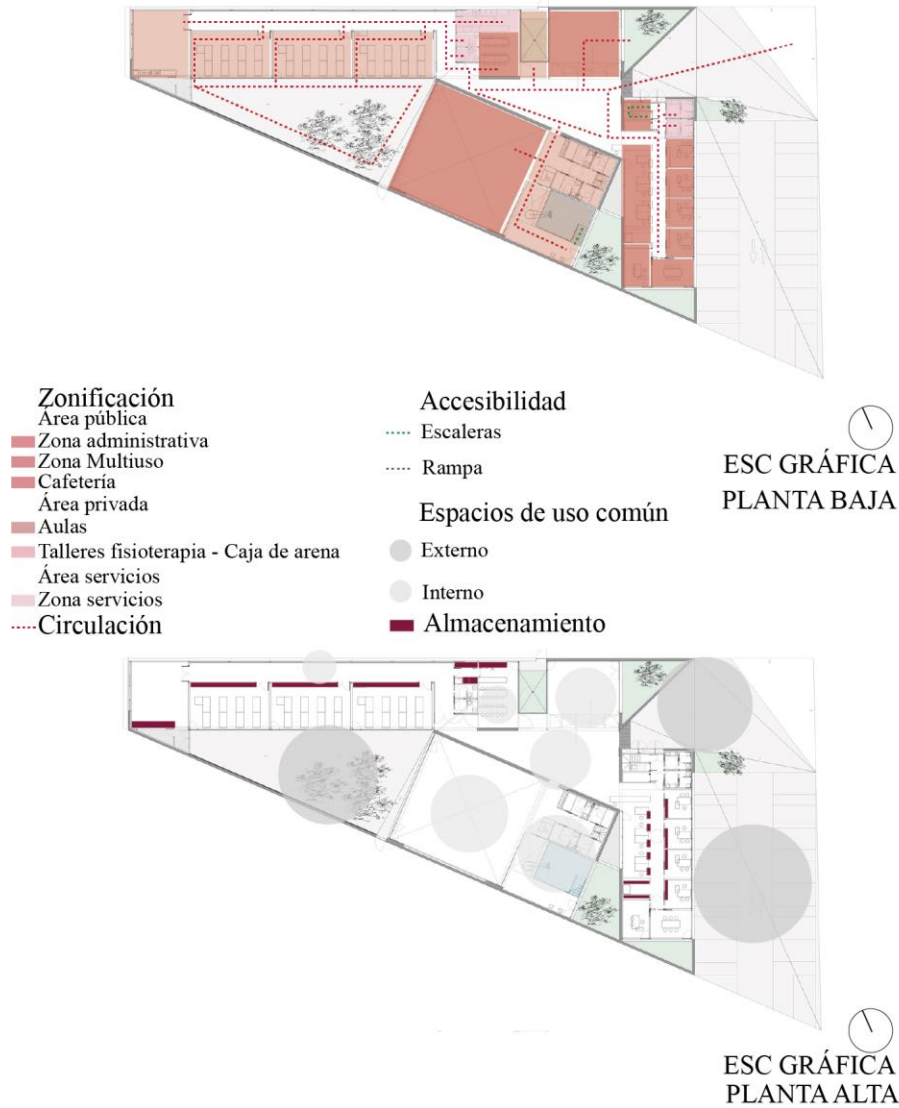 Zonificación
Área pública
Zona administrativa
Zona Multiuso
Cafetería
Área privada
Aulas
Talleres fisioterapia - Caja de arena
Área servicios
Zona servicios
Circulación
Accesibilidad
Escaleras
Rampa
Espacios de uso común
Externo
Interno
Almacenamiento
ESC GRÁFICA
PLANTA BAJA
ESC GRÁFICA
PLANTA ALTA